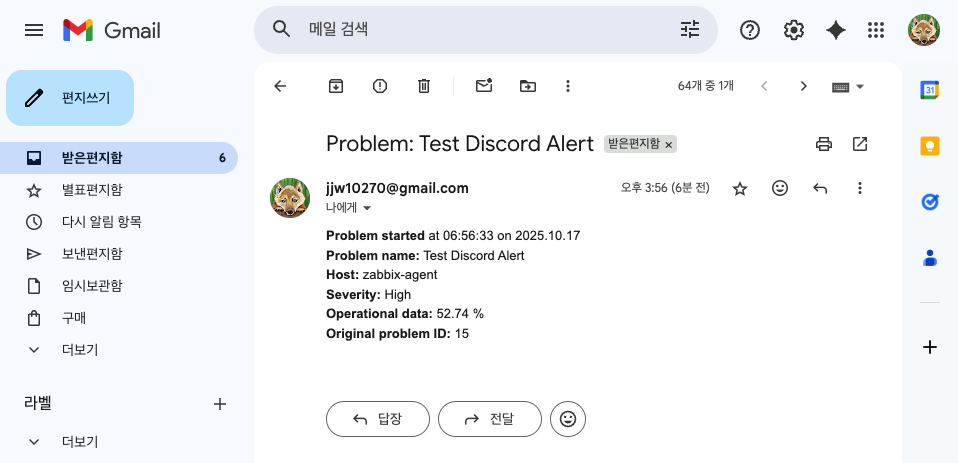 Gmail
메일 검색
편지쓰기
64개 중 1개
받은편지함 6
별표편지함
다시 알림 항목
보낸편지함
임시보관함
구매
더보기
라벨
더보기
Problem: Test Discord Alert 받은편지함 ×
jjw10270@gmail.com 오후 3:56 (6분 전)
나에게
Problem started at 06:56:33 on 2025.10.17
Problem name: Test Discord Alert
Host: zabbix-agent
Severity: High
Operational data: 52.74 %
Original problem ID: 15
답장 전달
31